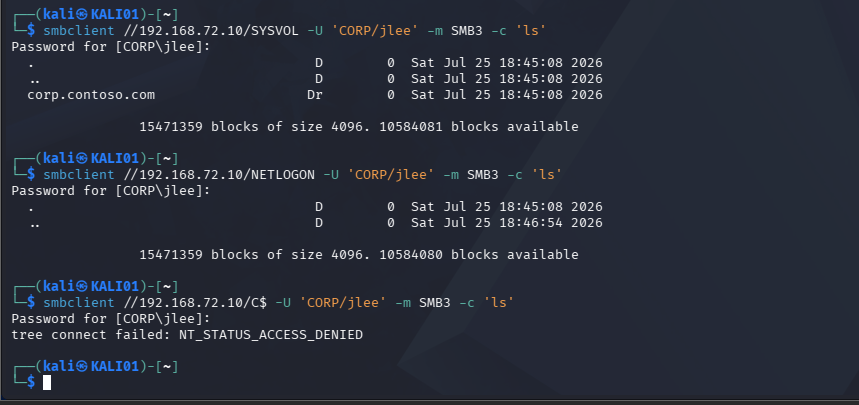 ┌──(kali㉿KALI01)-[~]
└─$ smbclient //192.168.72.10/SYSVOL -U 'CORP/jlee' -m SMB3 -c 'ls'
Password for [CORP\jlee]:
  .                                   D        0  Sat Jul 25 18:45:08 2026
  ..                                  D        0  Sat Jul 25 18:45:08 2026
  corp.contoso.com                   Dr        0  Sat Jul 25 18:45:08 2026
                15471359 blocks of size 4096. 10584081 blocks available
┌──(kali㉿KALI01)-[~]
└─$ smbclient //192.168.72.10/NETLOGON -U 'CORP/jlee' -m SMB3 -c 'ls'
Password for [CORP\jlee]:
  .                                   D        0  Sat Jul 25 18:45:08 2026
  ..                                  D        0  Sat Jul 25 18:46:54 2026
                15471359 blocks of size 4096. 10584080 blocks available
┌──(kali㉿KALI01)-[~]
└─$ smbclient //192.168.72.10/C$ -U 'CORP/jlee' -m SMB3 -c 'ls'
Password for [CORP\jlee]:
tree connect failed: NT_STATUS_ACCESS_DENIED
┌──(kali㉿KALI01)-[~]
└─$